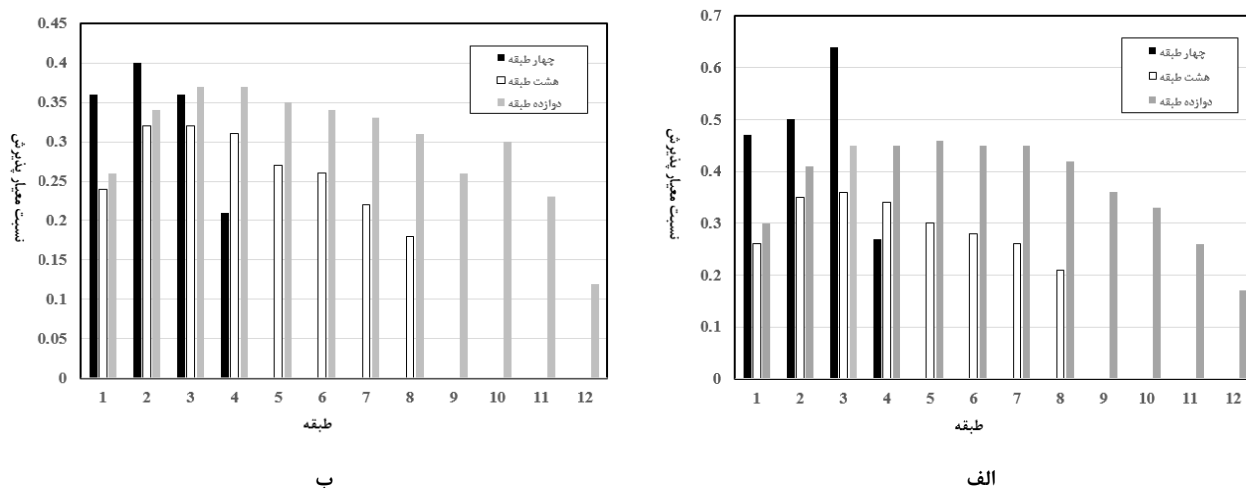 0.7
0.6
0.5
0.4
0.3
0.2
0.1
0
نسبت معیار پذیرش
چهار طبقه
هشت طبقه
دوازده طبقه
1 2 3 4 5 6 7 8 9 10 11 12
طبقه
الف
0.45
0.4
0.35
0.3
0.25
0.2
0.15
0.1
0.05
0
نسبت معیار پذیرش
چهار طبقه
هشت طبقه
دوازده طبقه
1 2 3 4 5 6 7 8 9 10 11 12
طبقه
ب